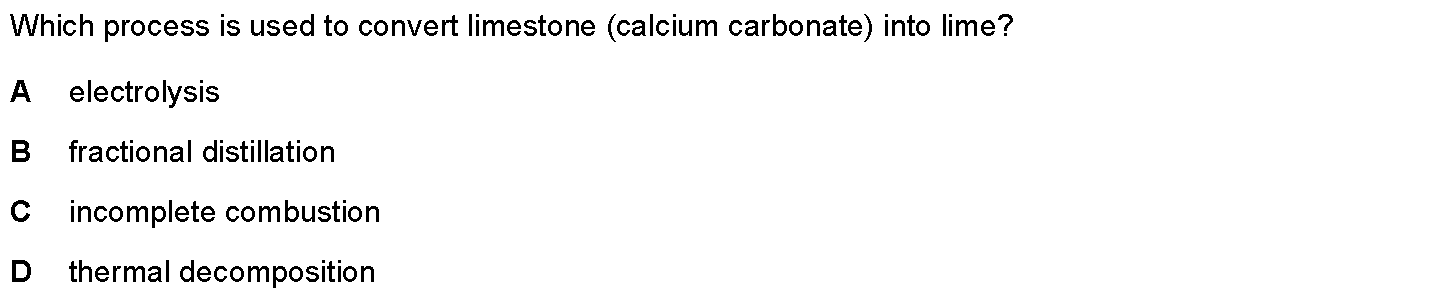 Which process is used to convert limestone (calcium carbonate) into lime?
A electrolysis
B fractional distillation
C incomplete combustion
D thermal decomposition